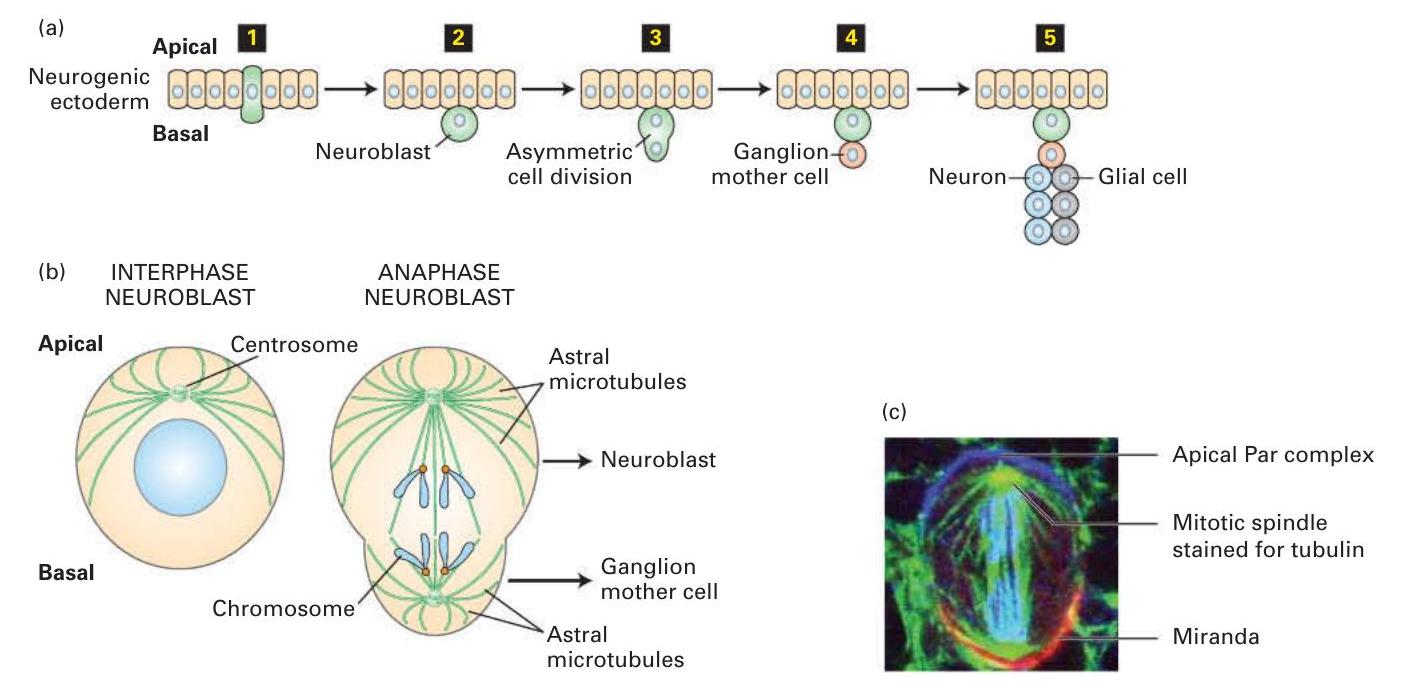 (a)
Apical
1
2
3
4
5
Neurogenic
ectoderm
Basal
Neuroblast
Asymmetric
cell division
Ganglion
mother cell
Neuron
Glial cell
(b)
INTERPHASE
NEUROBLAST
ANAPHASE
NEUROBLAST
Apical
Centrosome
Astral
microtubules
Neuroblast
Basal
Ganglion
mother cell
Chromosome
Astral
microtubules
(c)
Apical Par complex
Mitotic spindle
stained for tubulin
Miranda